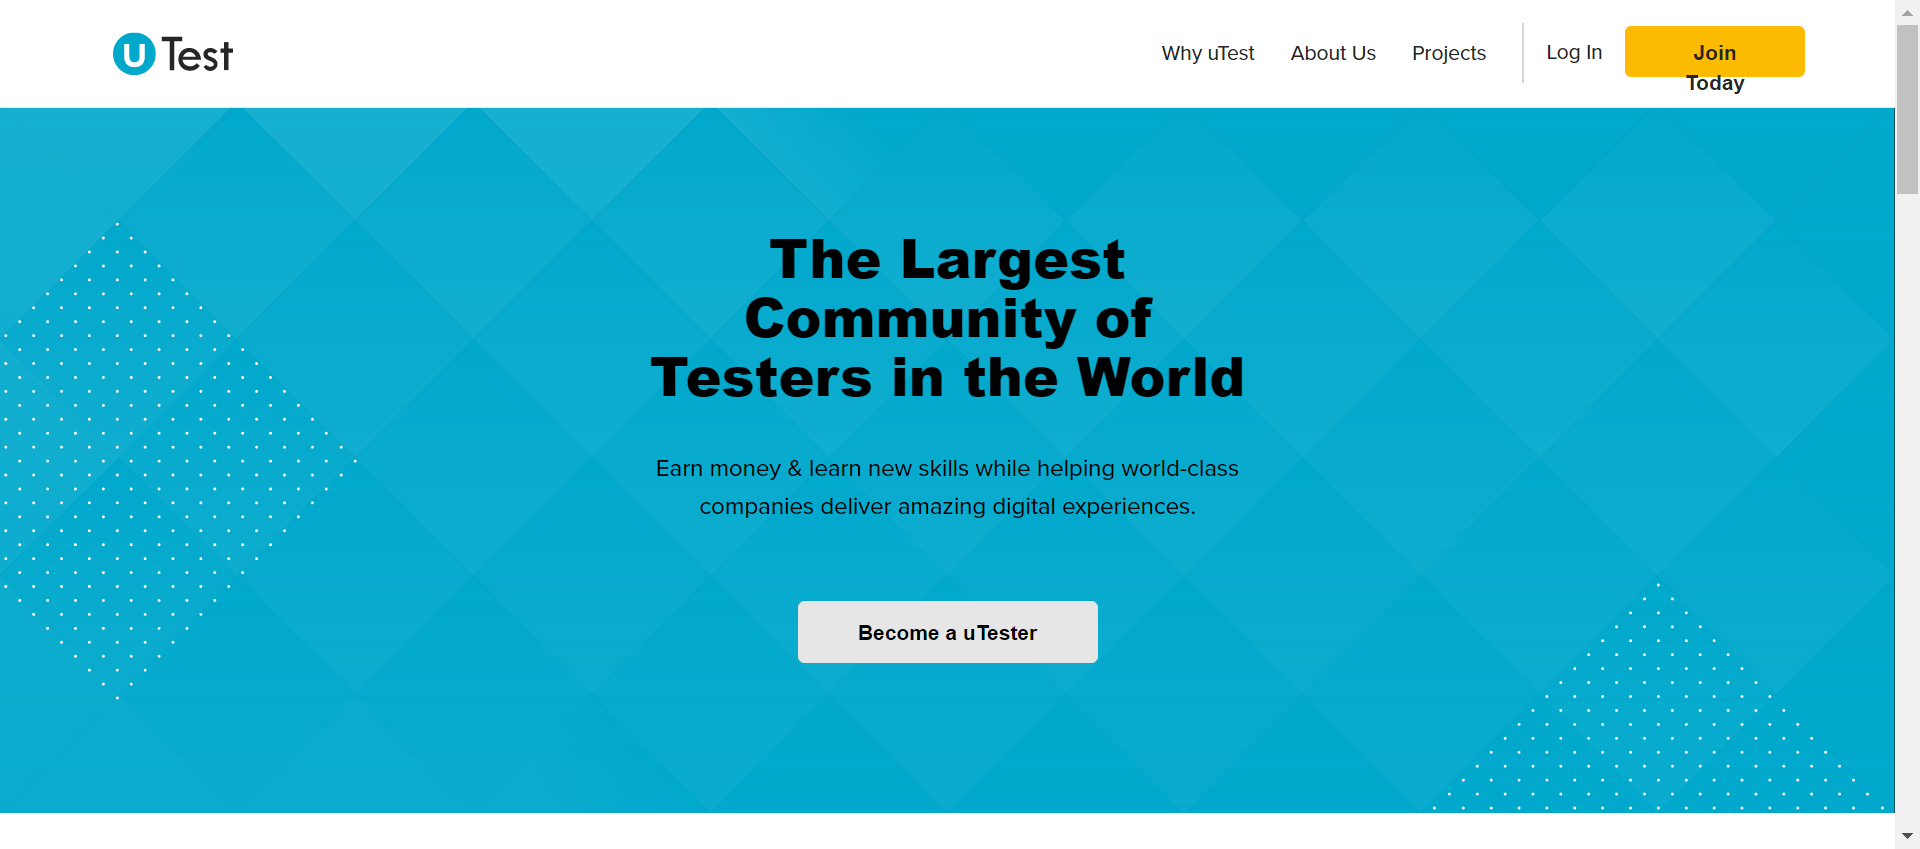 uTest
Why uTest
About Us
Projects
Log In
Join
Today
The Largest
Community of
Testers in the World
Earn money & learn new skills while helping world-class
companies deliver amazing digital experiences.
Become a uTester